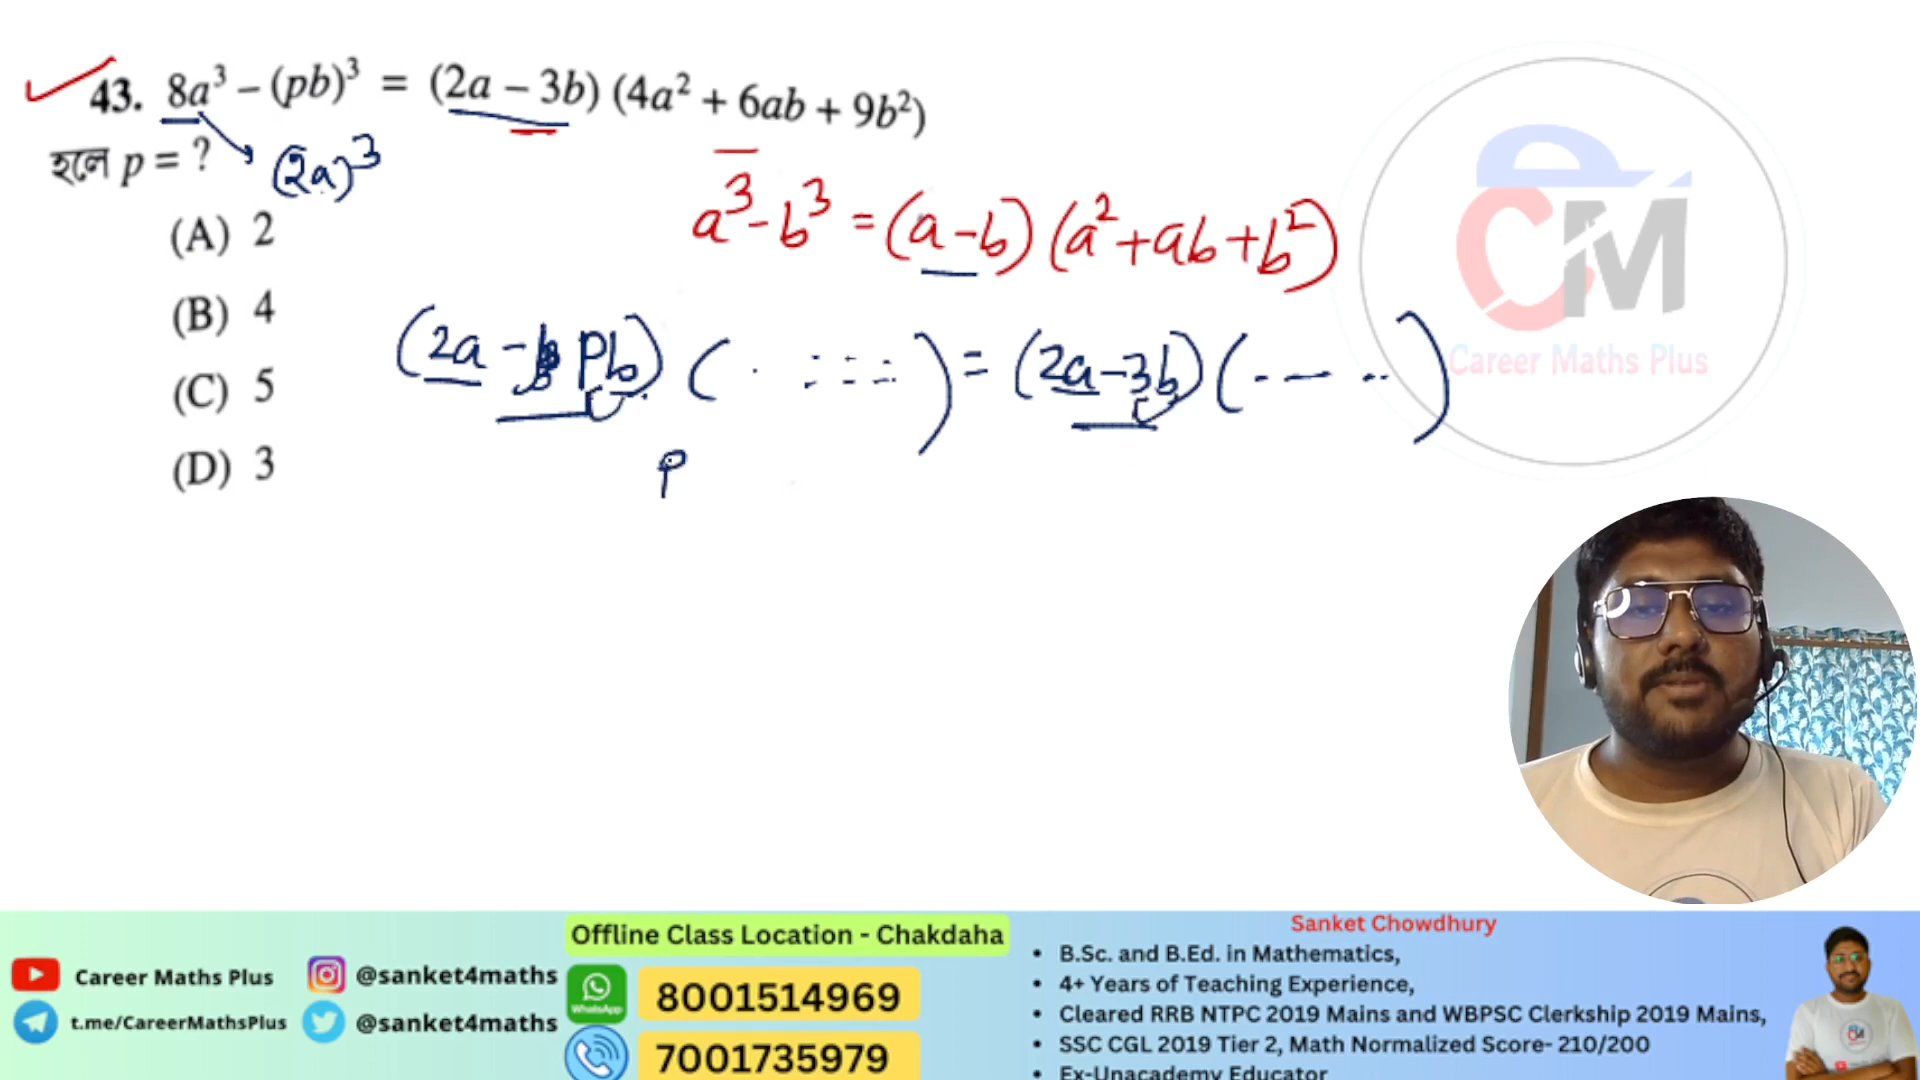 43. 8a³ – (pb)³ = (2a – 3b) (4a² + 6ab + 9b²)
হলে p = ?
(2a)³
(A) 2
(B) 4
(C) 5
(D) 3
a³-b³ = (a-b) (a²+ab+b²)
(2a - Pb) ( ) = (2a-3b) ( )
p
CM
Career Maths Plus
Offline Class Location - Chakdaha
Career Maths Plus
@sanket4maths
t.me/CareerMathsPlus
@sanket4maths
WhatsApp
8001514969
7001735979
Sanket Chowdhury
• B.Sc. and B.Ed. in Mathematics,
• 4+ Years of Teaching Experience,
• Cleared RRB NTPC 2019 Mains and WBPSC Clerkship 2019 Mains,
• SSC CGL 2019 Tier 2, Math Normalized Score- 210/200
• Ex-Unacademy Educator